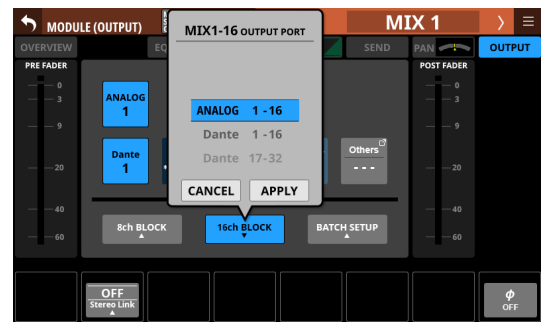 MODULE (OUTPUT)
MIX 1
MIX1-16 OUTPUT PORT
OVERVIEW
EQ
SEND
PAN
OUTPUT
PRE FADER
POST FADER
0
3
9
20
40
60
ANALOG
1
Dante
1
ANALOG 1 - 16
Dante 1 - 16
Dante 17-32
CANCEL
APPLY
Others
- - -
0
3
9
20
40
60
8ch BLOCK
16ch BLOCK
BATCH SETUP
OFF
Stereo Link
φ
OFF